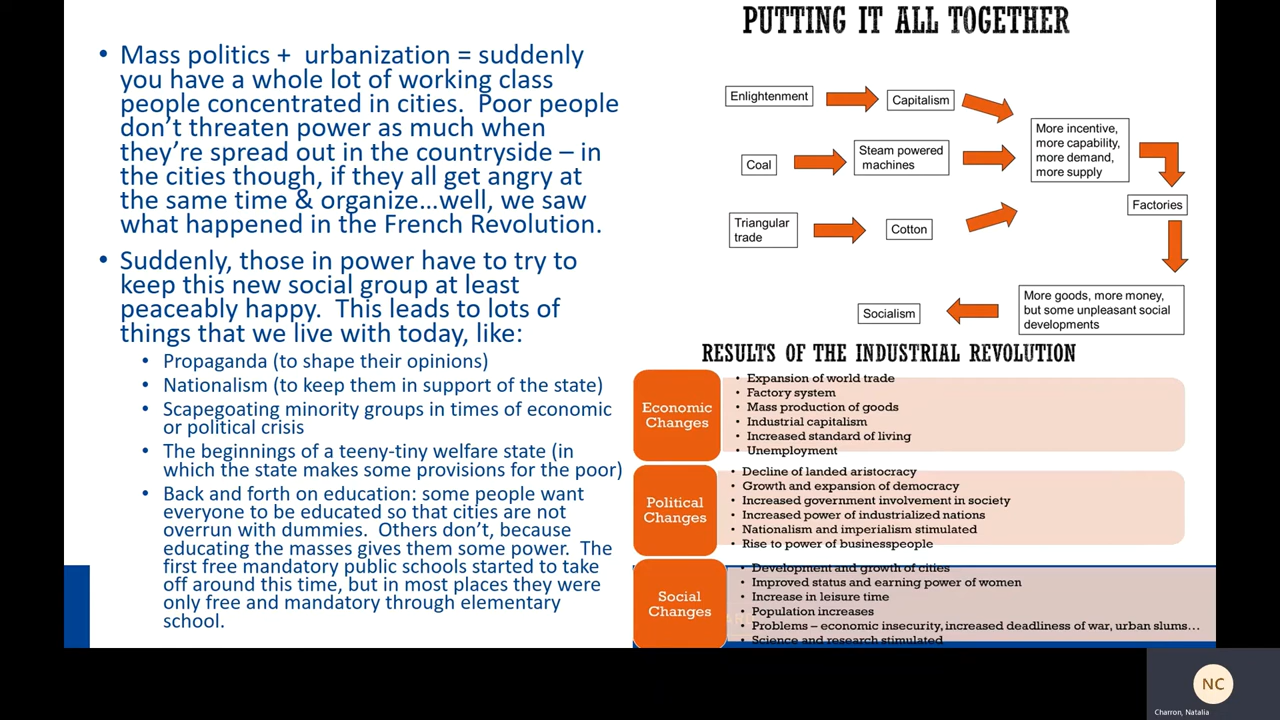 • Mass politics + urbanization = suddenly
you have a whole lot of working class
people concentrated in cities. Poor people
don't threaten power as much when
they're spread out in the countryside – in
the cities though, if they all get angry at
the same time & organize…well, we saw
what happened in the French Revolution.
• Suddenly, those in power have to try to
keep this new social group at least
peaceably happy. This leads to lots of
things that we live with today, like:
• Propaganda (to shape their opinions)
• Nationalism (to keep them in support of the state)
• Scapegoating minority groups in times of economic
or political crisis
• The beginnings of a teeny-tiny welfare state (in
which the state makes some provisions for the poor)
• Back and forth on education: some people want
everyone to be educated so that cities are not
overrun with dummies. Others don't, because
educating the masses gives them some power. The
first free mandatory public schools started to take
off around this time, but in most places they were
only free and mandatory through elementary
school.
PUTTING IT ALL TOGETHER
Enlightenment
Capitalism
Coal
Steam powered
machines
Triangular
trade
Cotton
More incentive,
more capability,
more demand,
more supply
Factories
More goods, more money,
but some unpleasant social
developments
Socialism
RESULTS OF THE INDUSTRIAL REVOLUTION
Economic
Changes
• Expansion of world trade
• Factory system
• Mass production of goods
• Industrial capitalism
• Increased standard of living
• Unemployment
Political
Changes
• Decline of landed aristocracy
• Growth and expansion of democracy
• Increased government involvement in society
• Increased power of industrialized nations
• Nationalism and imperialism stimulated
• Rise to power of businesspeople
Social
Changes
• Development and growth of cities
• Improved status and earning power of women
• Increase in leisure time
• Population increases
• Problems – economic insecurity, increased deadliness of war, urban slums…
• Science and research stimulated
NC
Charron, Natalia